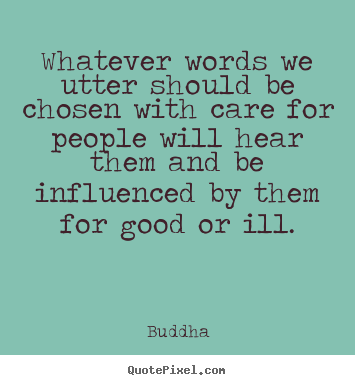 Whatever words we
utter should be
chosen with care for
people will hear
them and be
influenced by them
for good or ill.
Buddha
QuotePixel.com